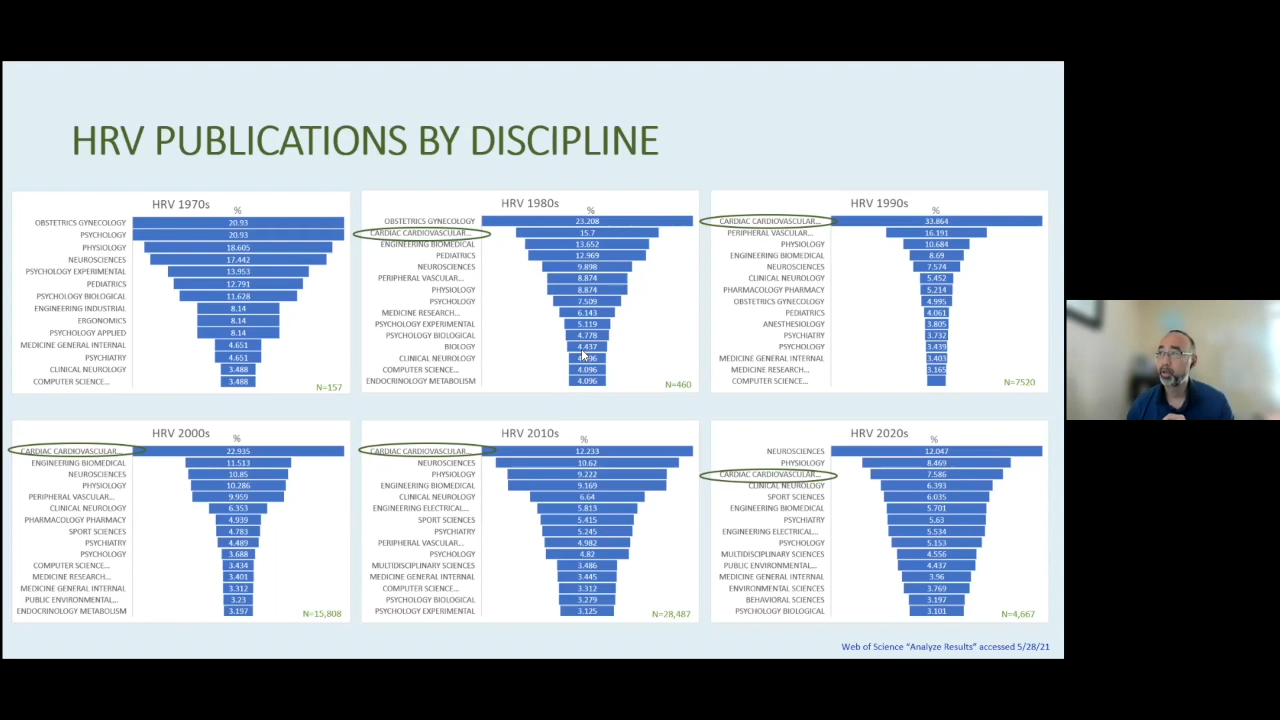 HRV PUBLICATIONS BY DISCIPLINE
HRV 1970s
%
OBSTETRICS GYNECOLOGY 20.93
PSYCHOLOGY 20.93
PHYSIOLOGY 18.605
NEUROSCIENCES 17.442
PSYCHOLOGY EXPERIMENTAL 13.953
PEDIATRICS 12.791
PSYCHOLOGY BIOLOGICAL 11.628
ENGINEERING INDUSTRIAL 8.14
ERGONOMICS 8.14
PSYCHOLOGY APPLIED 8.14
MEDICINE GENERAL INTERNAL 4.651
PSYCHIATRY 4.651
CLINICAL NEUROLOGY 3.488
COMPUTER SCIENCE... 3.488
N=157
HRV 1980s
%
OBSTETRICS GYNECOLOGY 23.208
CARDIAC CARDIOVASCULAR... 15.7
ENGINEERING BIOMEDICAL 13.652
PEDIATRICS 12.969
NEUROSCIENCES 9.898
PERIPHERAL VASCULAR... 8.874
PHYSIOLOGY 8.874
PSYCHOLOGY 7.509
MEDICINE RESEARCH... 6.143
PSYCHOLOGY EXPERIMENTAL 5.119
PSYCHOLOGY BIOLOGICAL 4.778
BIOLOGY 4.437
CLINICAL NEUROLOGY
COMPUTER SCIENCE... 4.096
ENDOCRINOLOGY METABOLISM 4.096
N=460
HRV 1990s
%
CARDIAC CARDIOVASCULAR... 33.864
PERIPHERAL VASCULAR... 16.191
PHYSIOLOGY 10.684
ENGINEERING BIOMEDICAL 8.69
NEUROSCIENCES 7.574
CLINICAL NEUROLOGY 5.452
PHARMACOLOGY PHARMACY 5.214
OBSTETRICS GYNECOLOGY 4.995
PEDIATRICS 4.061
ANESTHESIOLOGY 3.805
PSYCHIATRY 3.732
PSYCHOLOGY 3.439
MEDICINE GENERAL INTERNAL 3.403
MEDICINE RESEARCH... 3.165
COMPUTER SCIENCE...
N=7520
HRV 2000s
%
CARDIAC CARDIOVASCULAR... 22.935
ENGINEERING BIOMEDICAL 11.513
NEUROSCIENCES 10.85
PHYSIOLOGY 10.286
PERIPHERAL VASCULAR... 9.959
CLINICAL NEUROLOGY 6.353
PHARMACOLOGY PHARMACY 4.939
SPORT SCIENCES 4.783
PSYCHIATRY 4.489
PSYCHOLOGY 3.688
COMPUTER SCIENCE... 3.434
MEDICINE RESEARCH... 3.401
MEDICINE GENERAL INTERNAL 3.312
PUBLIC ENVIRONMENTAL... 3.23
ENDOCRINOLOGY METABOLISM 3.197
N=15,808
HRV 2010s
%
CARDIAC CARDIOVASCULAR... 12.233
NEUROSCIENCES 10.62
PHYSIOLOGY 9.222
ENGINEERING BIOMEDICAL 9.169
CLINICAL NEUROLOGY 6.64
ENGINEERING ELECTRICAL... 5.813
SPORT SCIENCES 5.415
PSYCHIATRY 5.245
PERIPHERAL VASCULAR... 4.982
PSYCHOLOGY 4.82
MULTIDISCIPLINARY SCIENCES 3.486
MEDICINE GENERAL INTERNAL 3.445
COMPUTER SCIENCE... 3.312
PSYCHOLOGY BIOLOGICAL 3.279
PSYCHOLOGY EXPERIMENTAL 3.125
N=28,487
HRV 2020s
%
NEUROSCIENCES 12.047
PHYSIOLOGY 8.469
CARDIAC CARDIOVASCULAR... 7.586
CLINICAL NEUROLOGY 6.393
SPORT SCIENCES 6.035
ENGINEERING BIOMEDICAL 5.701
PSYCHIATRY 5.63
ENGINEERING ELECTRICAL... 5.534
PSYCHOLOGY 5.153
MULTIDISCIPLINARY SCIENCES 4.556
PUBLIC ENVIRONMENTAL... 4.437
MEDICINE GENERAL INTERNAL 3.96
ENVIRONMENTAL SCIENCES 3.769
BEHAVIORAL SCIENCES 3.197
PSYCHOLOGY BIOLOGICAL 3.101
N=4,667
Web of Science "Analyze Results" accessed 5/28/21